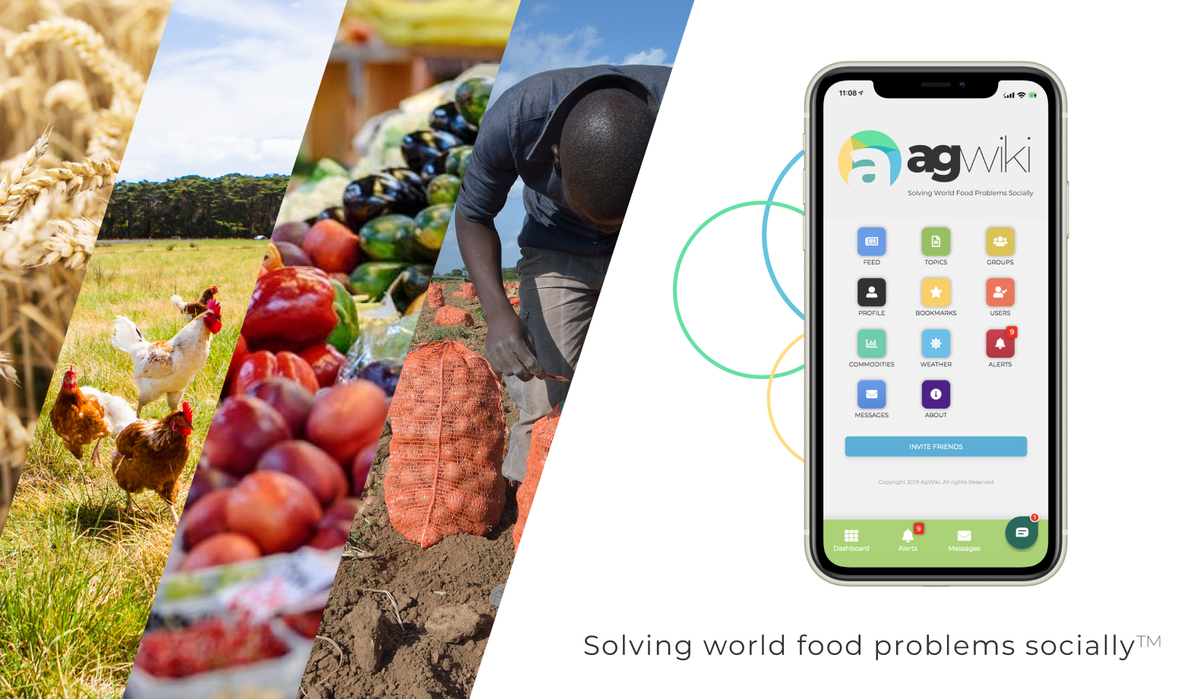 11:08
a
agwiki
Solving World Food Problems Socially
FEED TOPICS GROUPS
PROFILE BOOKMARKS USERS
9
COMMODITIES WEATHER ALERTS
MESSAGES ABOUT
INVITE FRIENDS
Copyright 2019 AgWiki. All rights Reserved
9 1
Dashboard Alerts Messages
Solving world food problems socially™